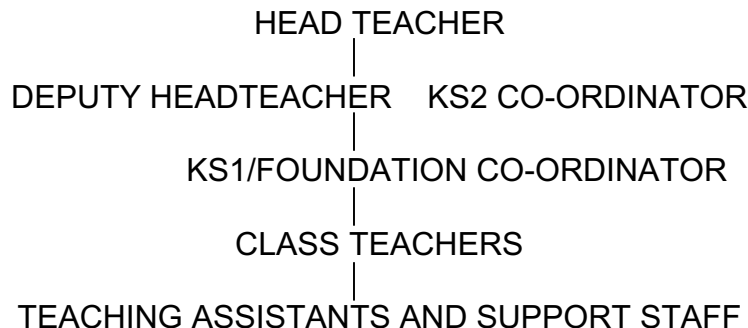 HEAD TEACHER
DEPUTY HEADTEACHER KS2 CO-ORDINATOR
KS1/FOUNDATION CO-ORDINATOR
CLASS TEACHERS
TEACHING ASSISTANTS AND SUPPORT STAFF